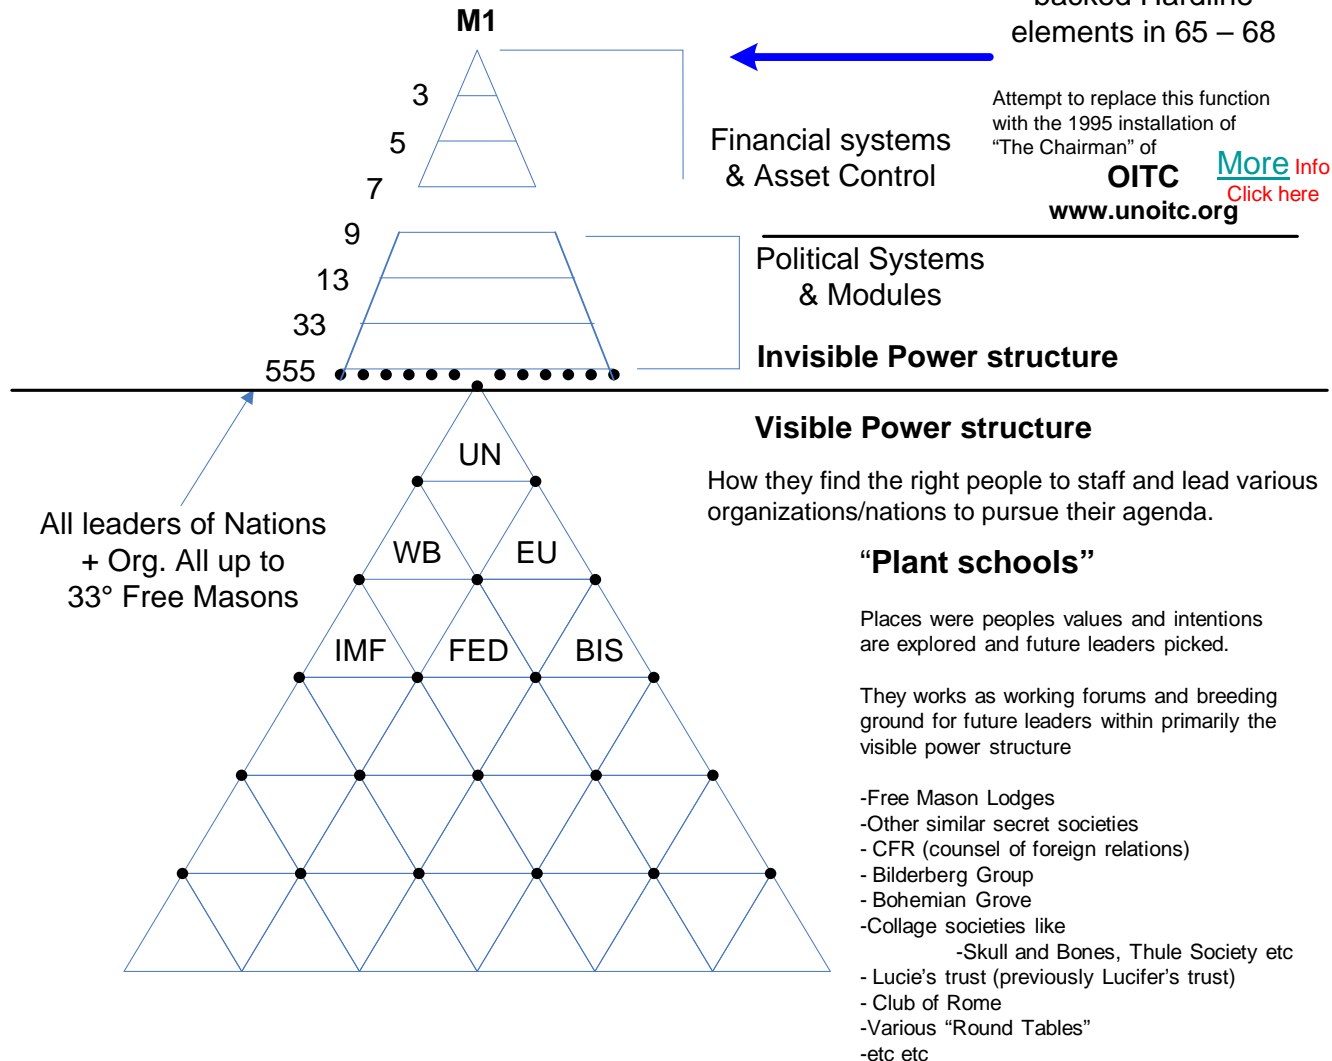 backed Hardline
elements in 65 – 68
M1
3
5
7
9
13
33
555
Financial systems
& Asset Control
Attempt to replace this function
with the 1995 installation of
“The Chairman” of
OITC
www.unoitc.org
More Info
Click here
Political Systems
& Modules
Invisible Power structure
Visible Power structure
All leaders of Nations
+ Org. All up to
33° Free Masons
UN
WB EU
IMF FED BIS
How they find the right people to staff and lead various
organizations/nations to pursue their agenda.
“Plant schools”
Places were peoples values and intentions
are explored and future leaders picked.
They works as working forums and breeding
ground for future leaders within primarily the
visible power structure
-Free Mason Lodges
-Other similar secret societies
- CFR (counsel of foreign relations)
- Bilderberg Group
- Bohemian Grove
-Collage societies like
-Skull and Bones, Thule Society etc
- Lucie’s trust (previously Lucifer’s trust)
- Club of Rome
-Various “Round Tables”
-etc etc